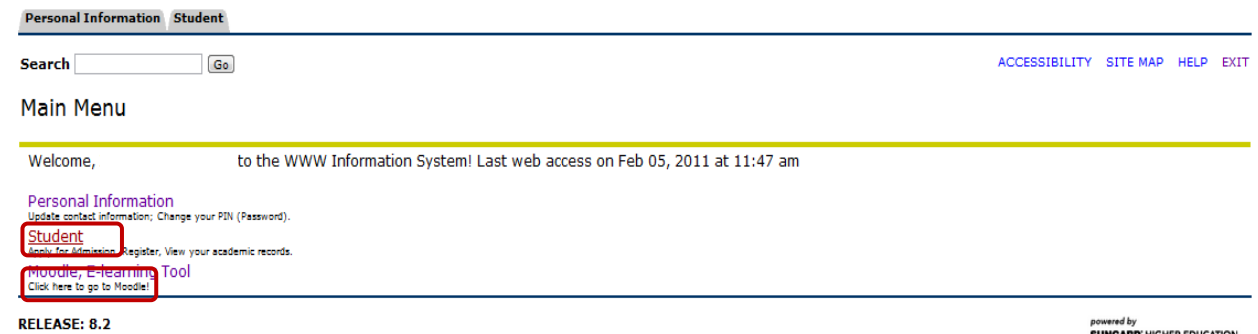 Personal Information Student
Search Go ACCESSIBILITY SITE MAP HELP EXIT
Main Menu
Welcome, to the WWW Information System! Last web access on Feb 05, 2011 at 11:47 am
Personal Information
Update contact information; Change your PIN (Password).
Student
Apply for Admission, Register, View your academic records.
Moodle, E-learning Tool
Click here to go to Moodle!
RELEASE: 8.2
powered by
SUNGARD HIGHER EDUCATION